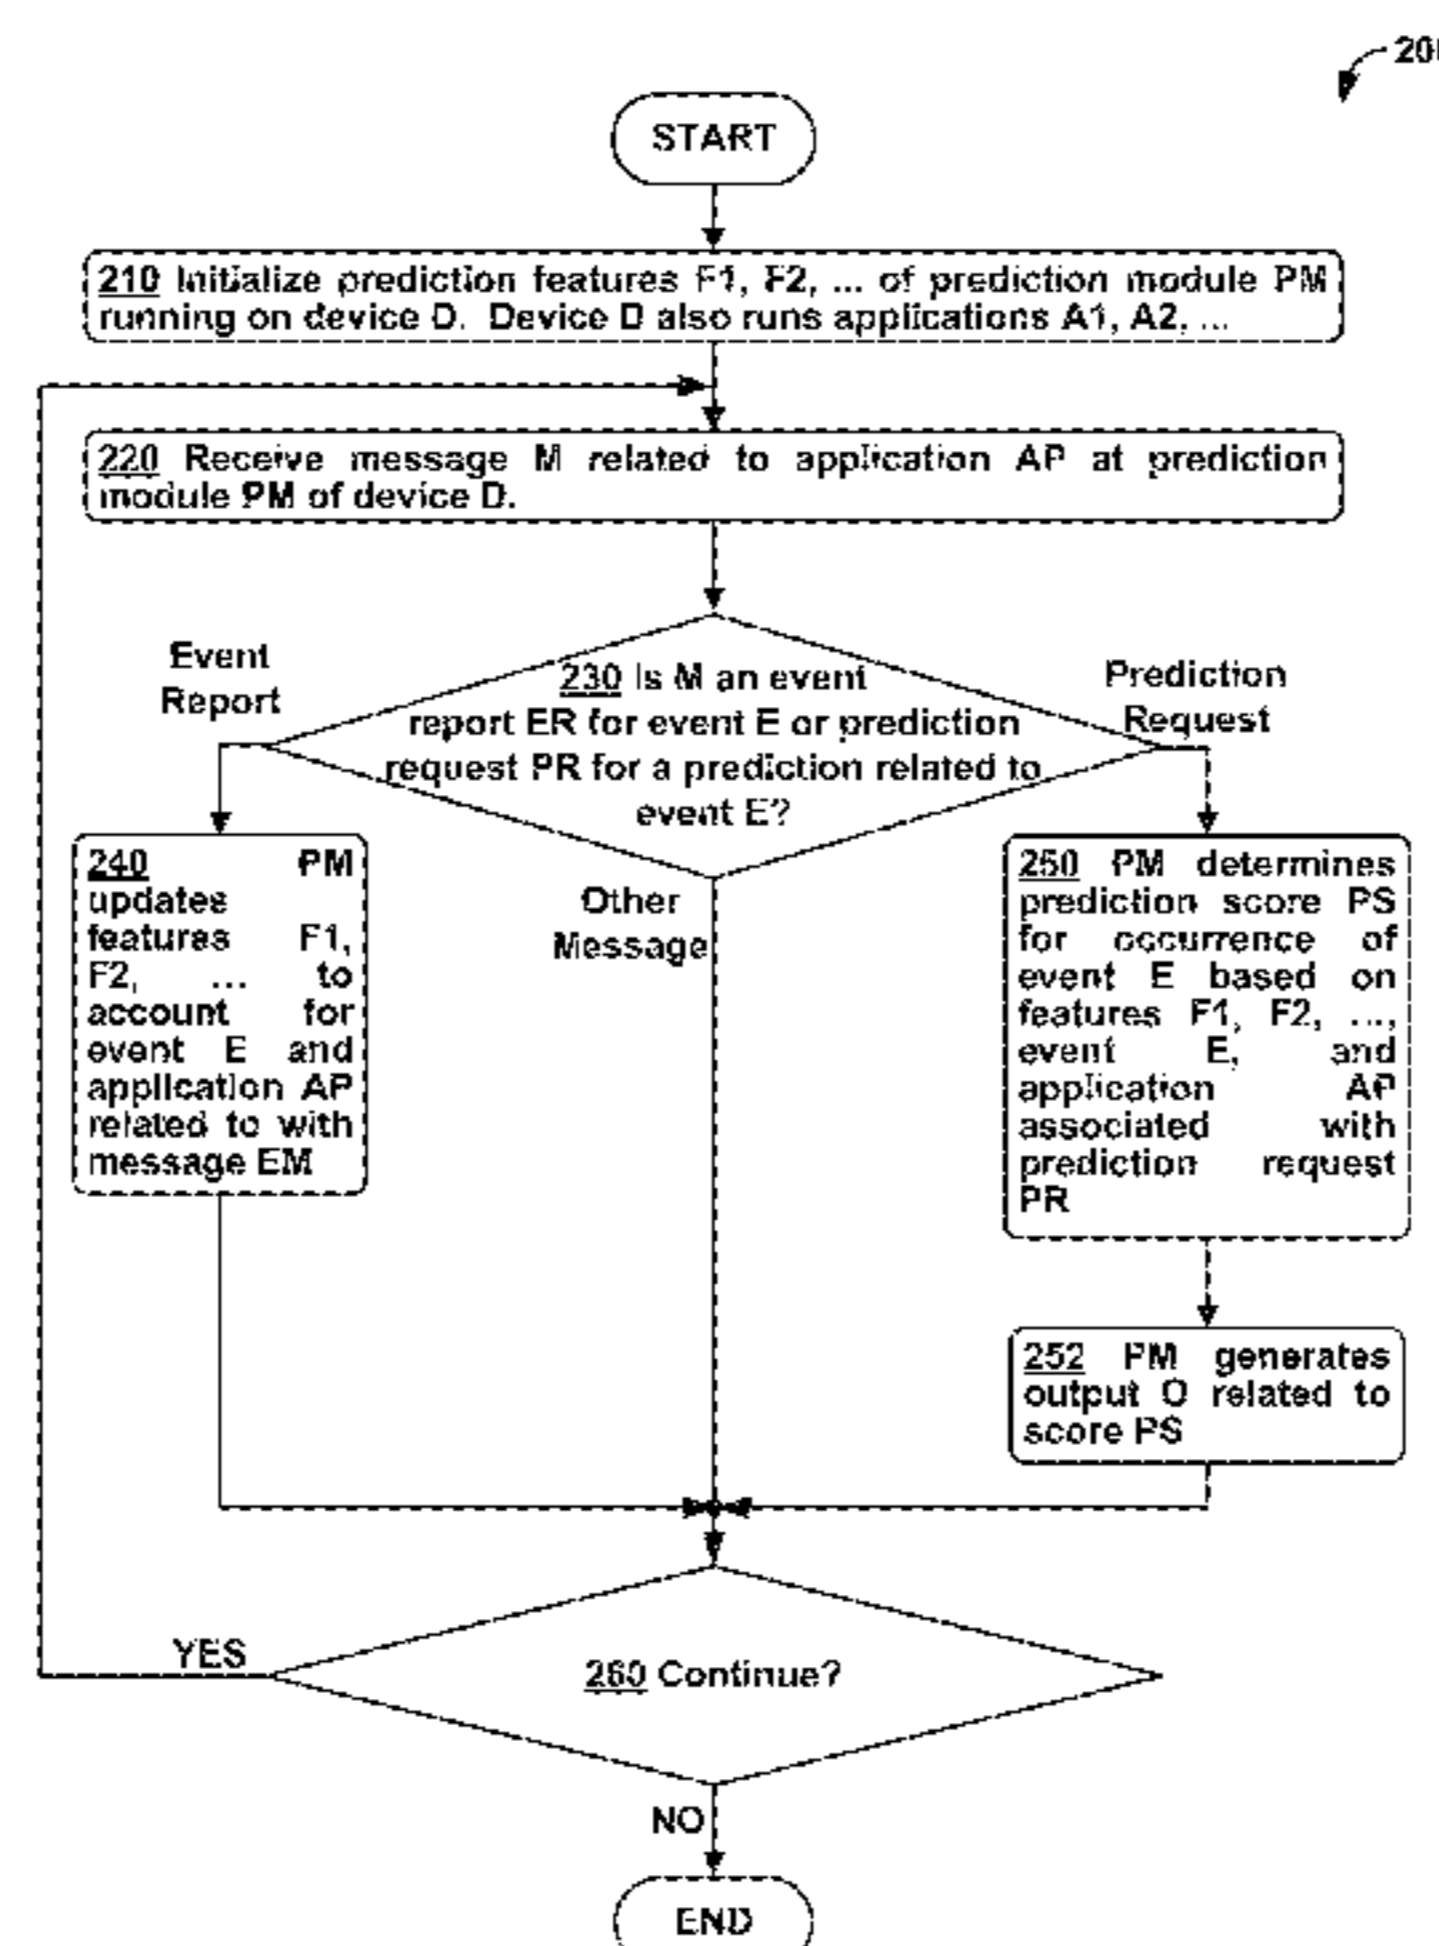 START
210 Initialize prediction features F1, F2, ... of prediction module PM
running on device D. Device D also runs applications A1, A2, ...
220 Receive message M related to application AP at prediction
module PM of device D.
Event
Report
230 Is M an event
report ER for event E or prediction
request PR for a prediction related to
event E?
Prediction
Request
240 PM
updates
features F1,
F2, ... to
account for
event E and
application AP
related to with
message EM
Other
Message
250 PM determines
prediction score PS
for occurrence of
event E based on
features F1, F2, ...,
event E, and
application AP
associated with
prediction request
PR
252 PM generates
output O related to
score PS
YES
260 Continue?
NO
END